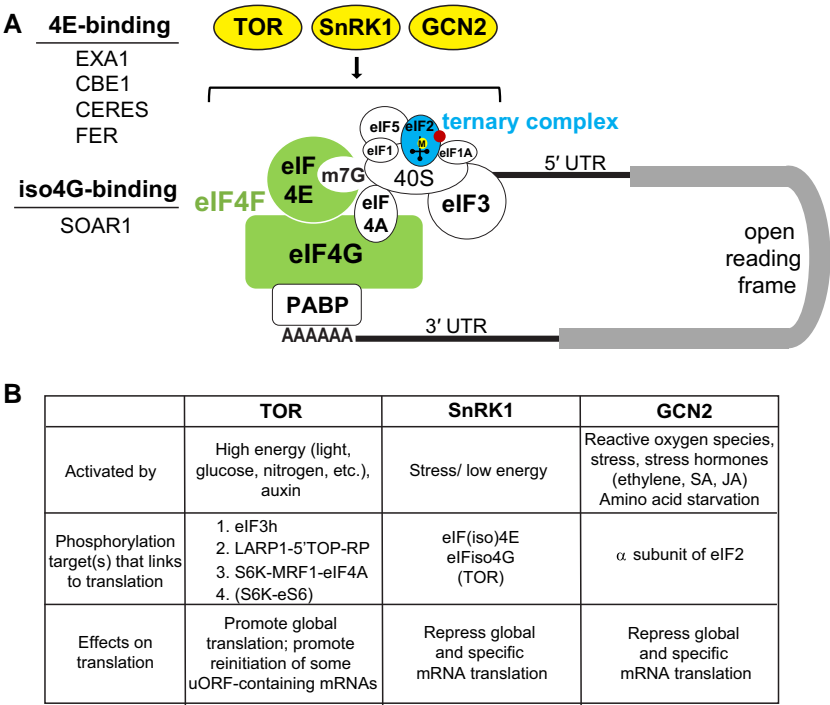 A
4E-binding
EXA1
CBE1
CERES
FER
iso4G-binding
SOAR1
TOR
SnRK1
GCN2
eIF5
eIF2
ternary complex
M
eIF1
eIF1A
eIF
4E
m7G
40S
5′ UTR
eIF4F
eIF
4A
eIF3
eIF4G
open
reading
frame
PABP
AAAAAA
3′ UTR
B
TOR
SnRK1
GCN2
Activated by
High energy (light,
glucose, nitrogen, etc.),
auxin
Stress/ low energy
Reactive oxygen species,
stress, stress hormones
(ethylene, SA, JA)
Amino acid starvation
Phosphorylation
target(s) that links
to translation
1. eIF3h
2. LARP1-5'TOP-RP
3. S6K-MRF1-eIF4A
4. (S6K-eS6)
eIF(iso)4E
eIFiso4G
(TOR)
α subunit of eIF2
Effects on
translation
Promote global
translation; promote
reinitiation of some
uORF-containing mRNAs
Repress global
and specific
mRNA translation
Repress global
and specific
mRNA translation